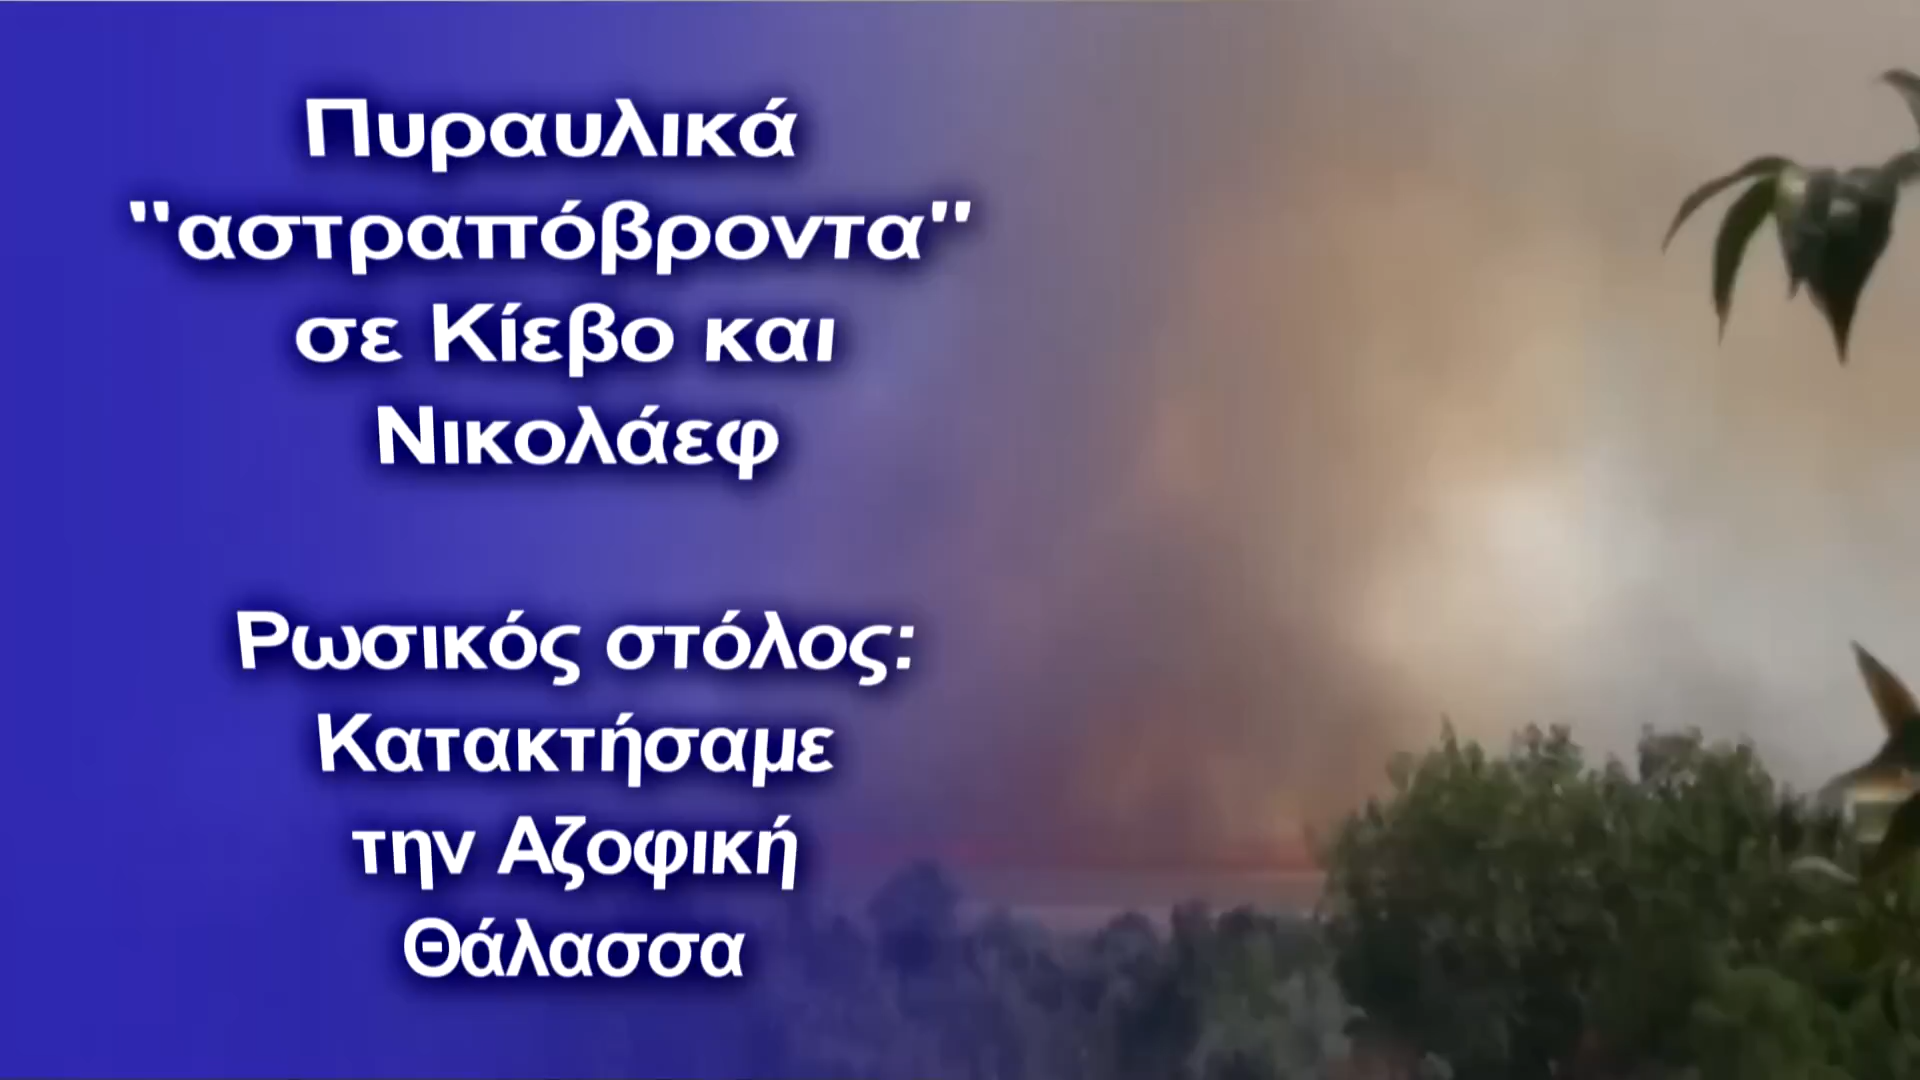 Πυραυλικά
"αστραπόβροντα"
σε Κίεβο και
Νικολάεφ
Ρωσικός στόλος:
Κατακτήσαμε
την Αζοφική
Θάλασσα